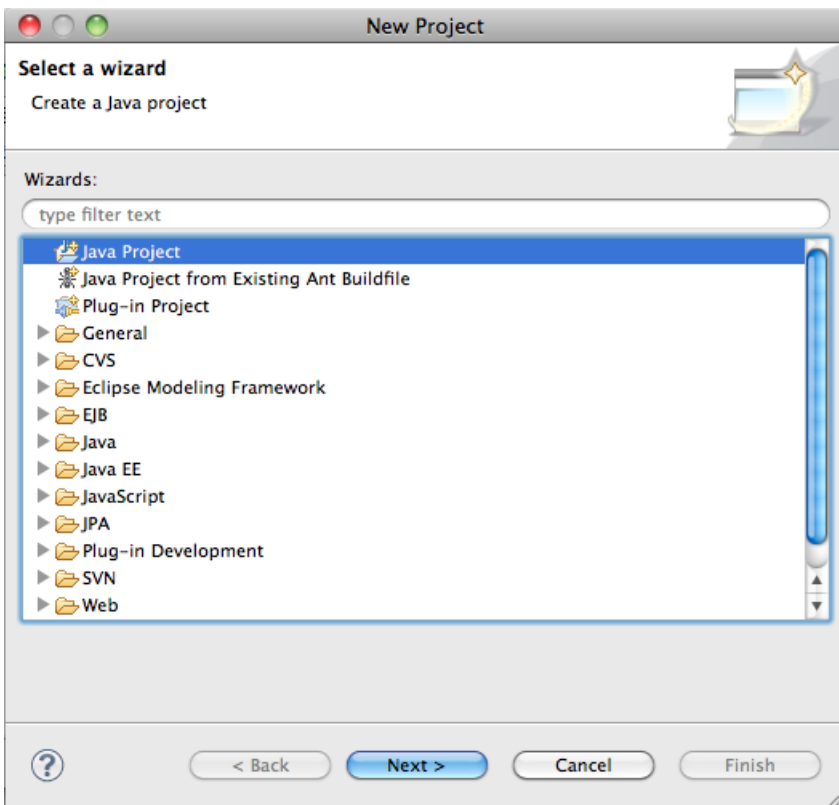 New Project
Select a wizard
Create a Java project
Wizards:
type filter text
Java Project
Java Project from Existing Ant Buildfile
Plug-in Project
General
CVS
Eclipse Modeling Framework
EJB
Java
Java EE
JavaScript
JPA
Plug-in Development
SVN
Web
? < Back Next > Cancel Finish